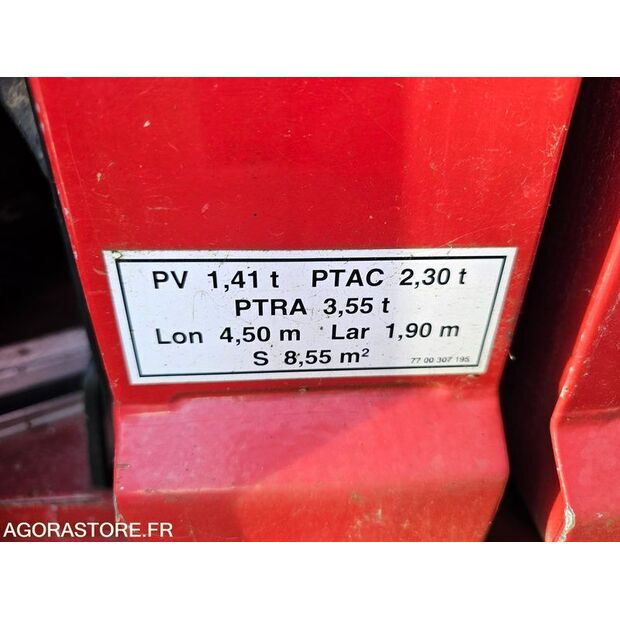 PV 1,41 t PTAC 2,30 t
PTRA 3,55 t
Lon 4,50 m Lar 1,90 m
S 8,55 m²
77 00 307 195
AGORASTORE.FR